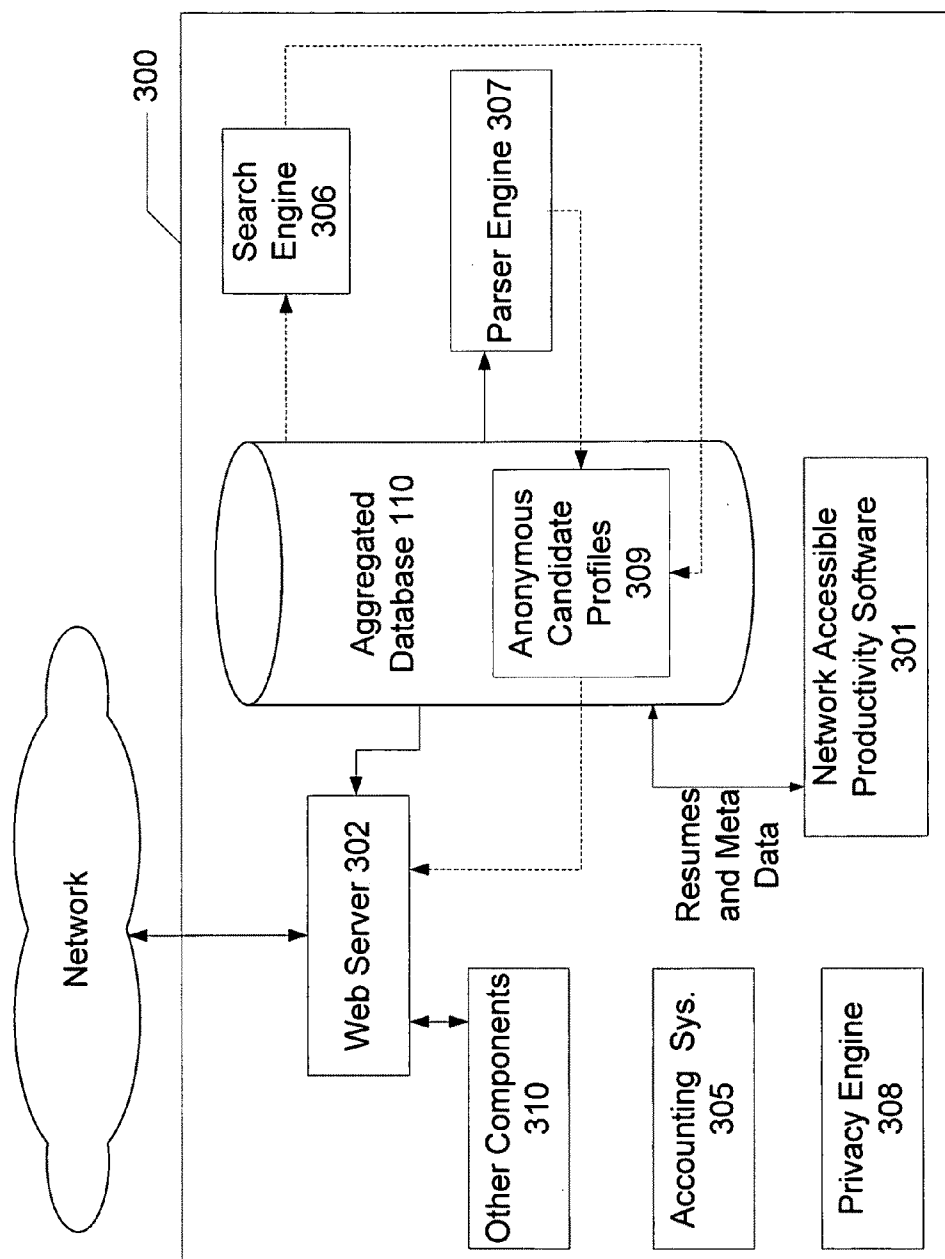 Network
300
Web Server 302
Other Components
310
Accounting Sys.
305
Privacy Engine
308
Aggregated
Database 110
Anonymous
Candidate
Profiles
309
Search
Engine
306
Parser Engine 307
Resumes
and Meta
Data
Network Accessible
Productivity Software
301